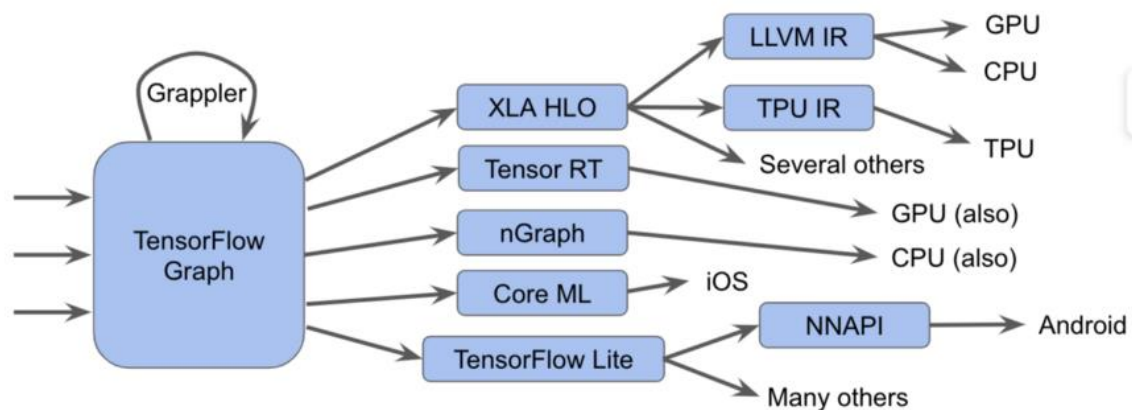 Grappler
TensorFlow
Graph
XLA HLO
LLVM IR
GPU
CPU
TPU IR
TPU
Several others
Tensor RT
GPU (also)
nGraph
CPU (also)
Core ML
iOS
TensorFlow Lite
NNAPI
Android
Many others